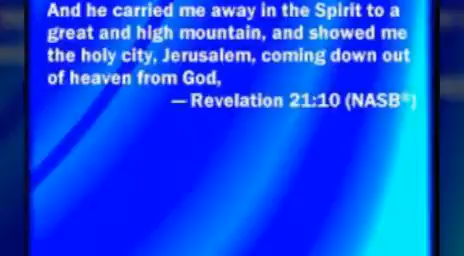 And he carried me away in the Spirit to a
great and high mountain, and showed me
the holy city, Jerusalem, coming down out
of heaven from God,
— Revelation 21:10 (NASB®)